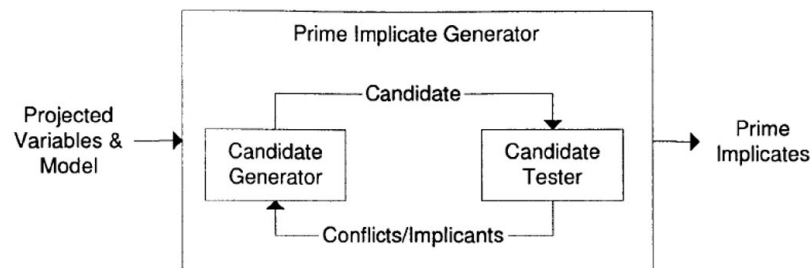 Prime Implicate Generator
Candidate
Projected
Variables &
Model
Candidate
Generator
Candidate
Tester
Prime
Implicates
Conflicts/Implicants